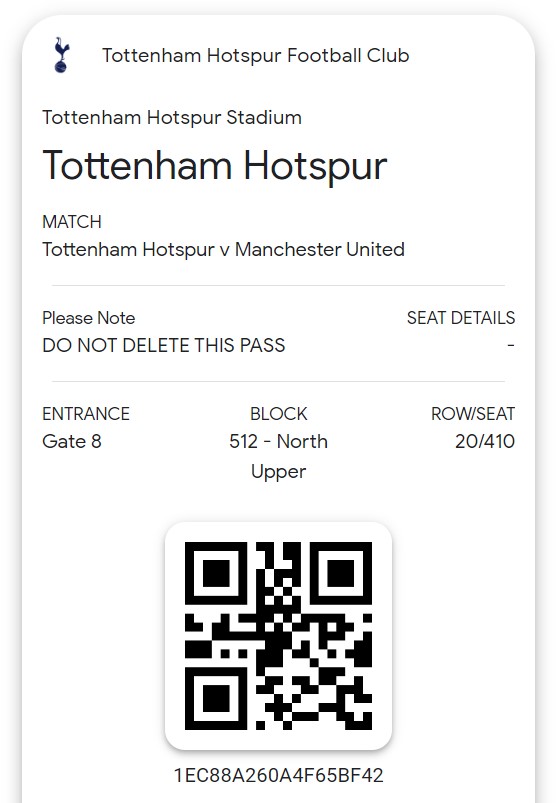 Tottenham Hotspur Football Club
Tottenham Hotspur Stadium
Tottenham Hotspur
MATCH
Tottenham Hotspur v Manchester United
Please Note
SEAT DETAILS
DO NOT DELETE THIS PASS
-
ENTRANCE
BLOCK
ROW/SEAT
Gate 8
512 - North
20/410
Upper
1EC88A260A4F65BF42